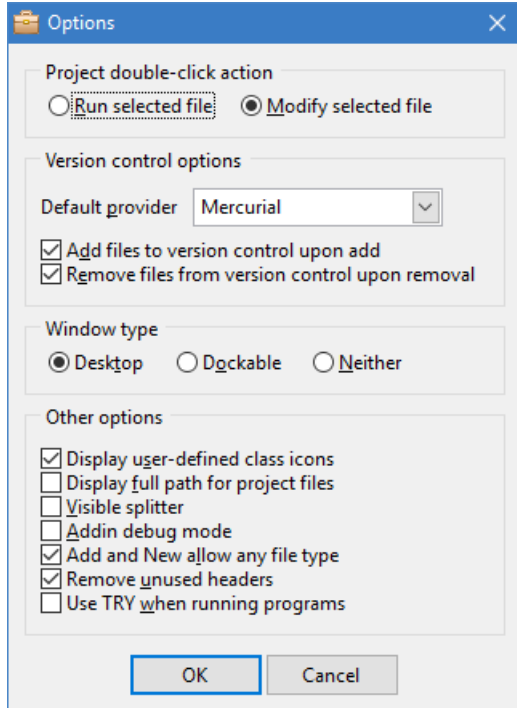 Options
Project double-click action
Run selected file Modify selected file
Version control options
Default provider Mercurial
Add files to version control upon add
Remove files from version control upon removal
Window type
Desktop Dockable Neither
Other options
Display user-defined class icons
Display full path for project files
Visible splitter
Addin debug mode
Add and New allow any file type
Remove unused headers
Use TRY when running programs
OK Cancel